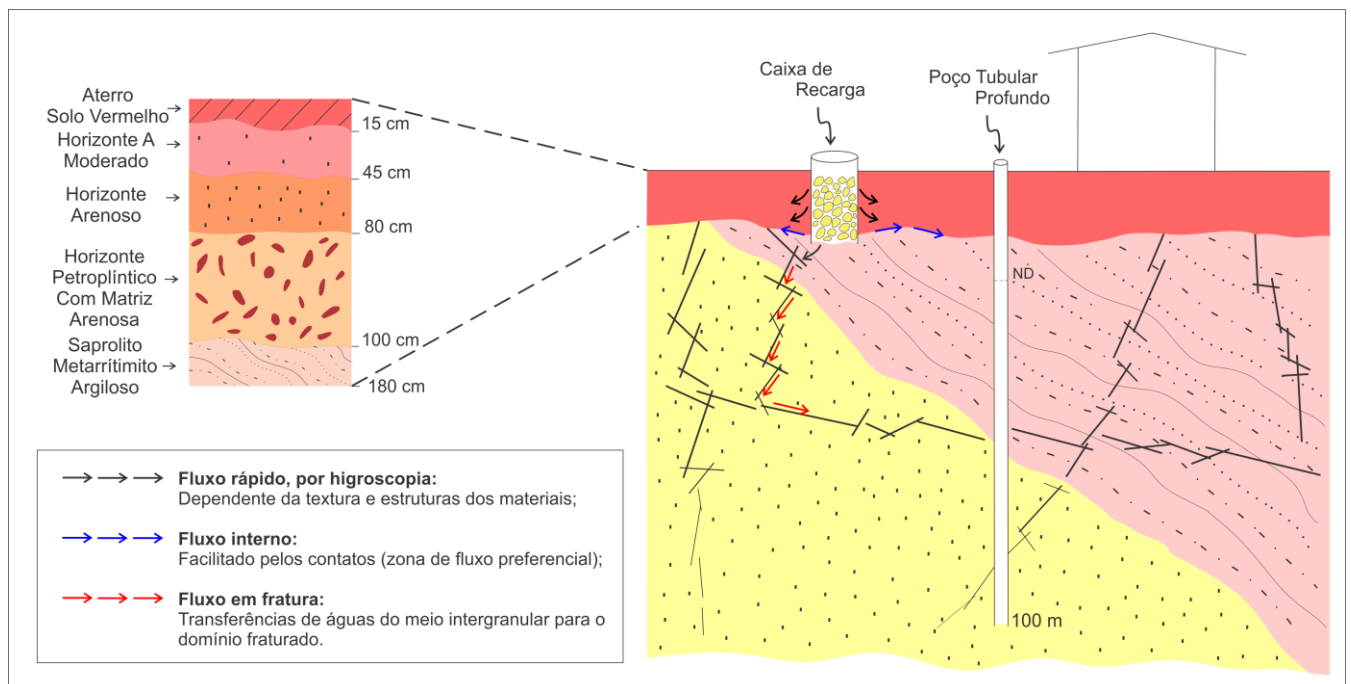 Aterro
Solo Vermelho
15 cm
Horizonte A
Moderado
45 cm
Horizonte
Arenoso
80 cm
Horizonte
Petroplíntico
Com Matriz
Arenosa
100 cm
Saprolito
Metarrítimito
Argiloso
180 cm
Caixa de
Recarga
Poço Tubular
Profundo
ND
100 m
Fluxo rápido, por higroscopia:
Dependente da textura e estruturas dos materiais;
Fluxo interno:
Facilitado pelos contatos (zona de fluxo preferencial);
Fluxo em fratura:
Transferências de águas do meio intergranular para o
domínio fraturado.